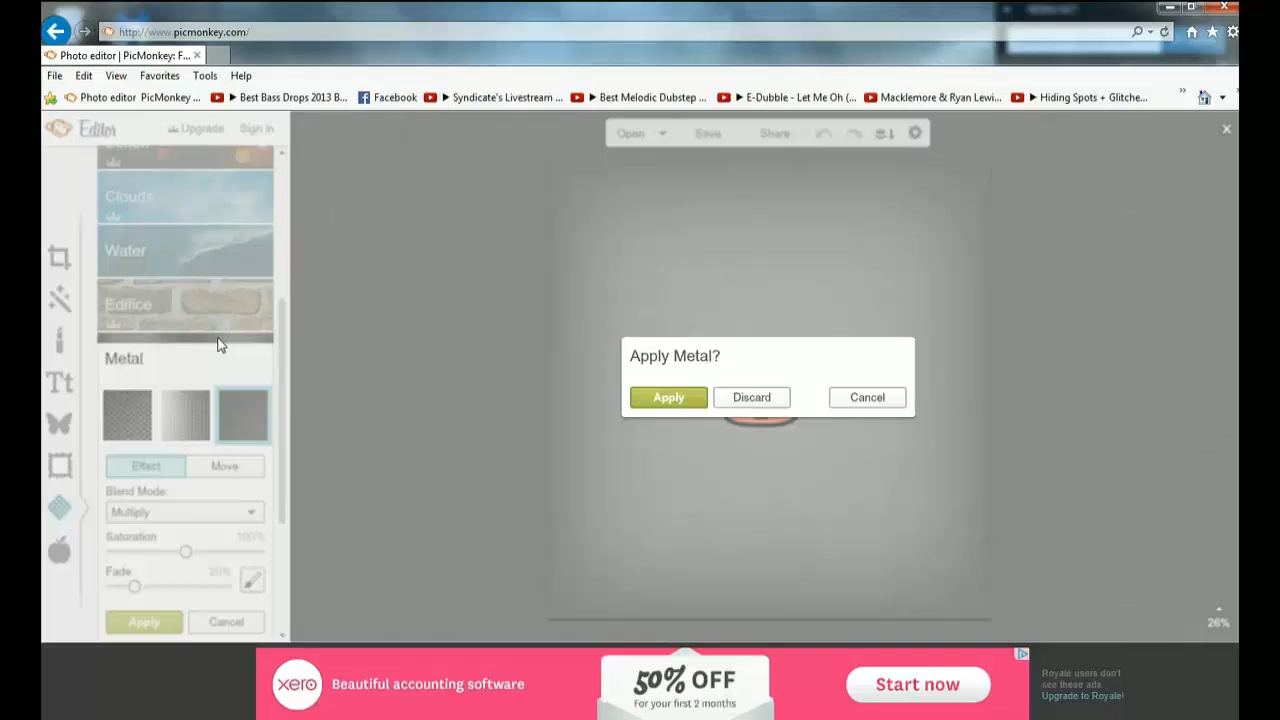 http://www.picmonkey.com/
Photo editor | PicMonkey: F...
File Edit View Favorites Tools Help
Photo editor PicMonkey ... ▶ Best Bass Drops 2013 B... Facebook ▶ Syndicate's Livestream ... ▶ Best Melodic Dubstep ... ▶ E-Dubble - Let Me Oh (... Macklemore & Ryan Lewi... ▶ Hiding Spots + Glitche...
Editor Upgrade Sign in
Open Save Share
Clouds
Water
Edifice
Metal
Apply Metal?
Apply Discard Cancel
Effect Move
Blend Mode:
Multiply
Saturation 100%
Fade 20%
Apply Cancel
26%
xero Beautiful accounting software
50% OFF
For your first 2 months
Start now
Royale users don't
see these ads
Upgrade to Royale!